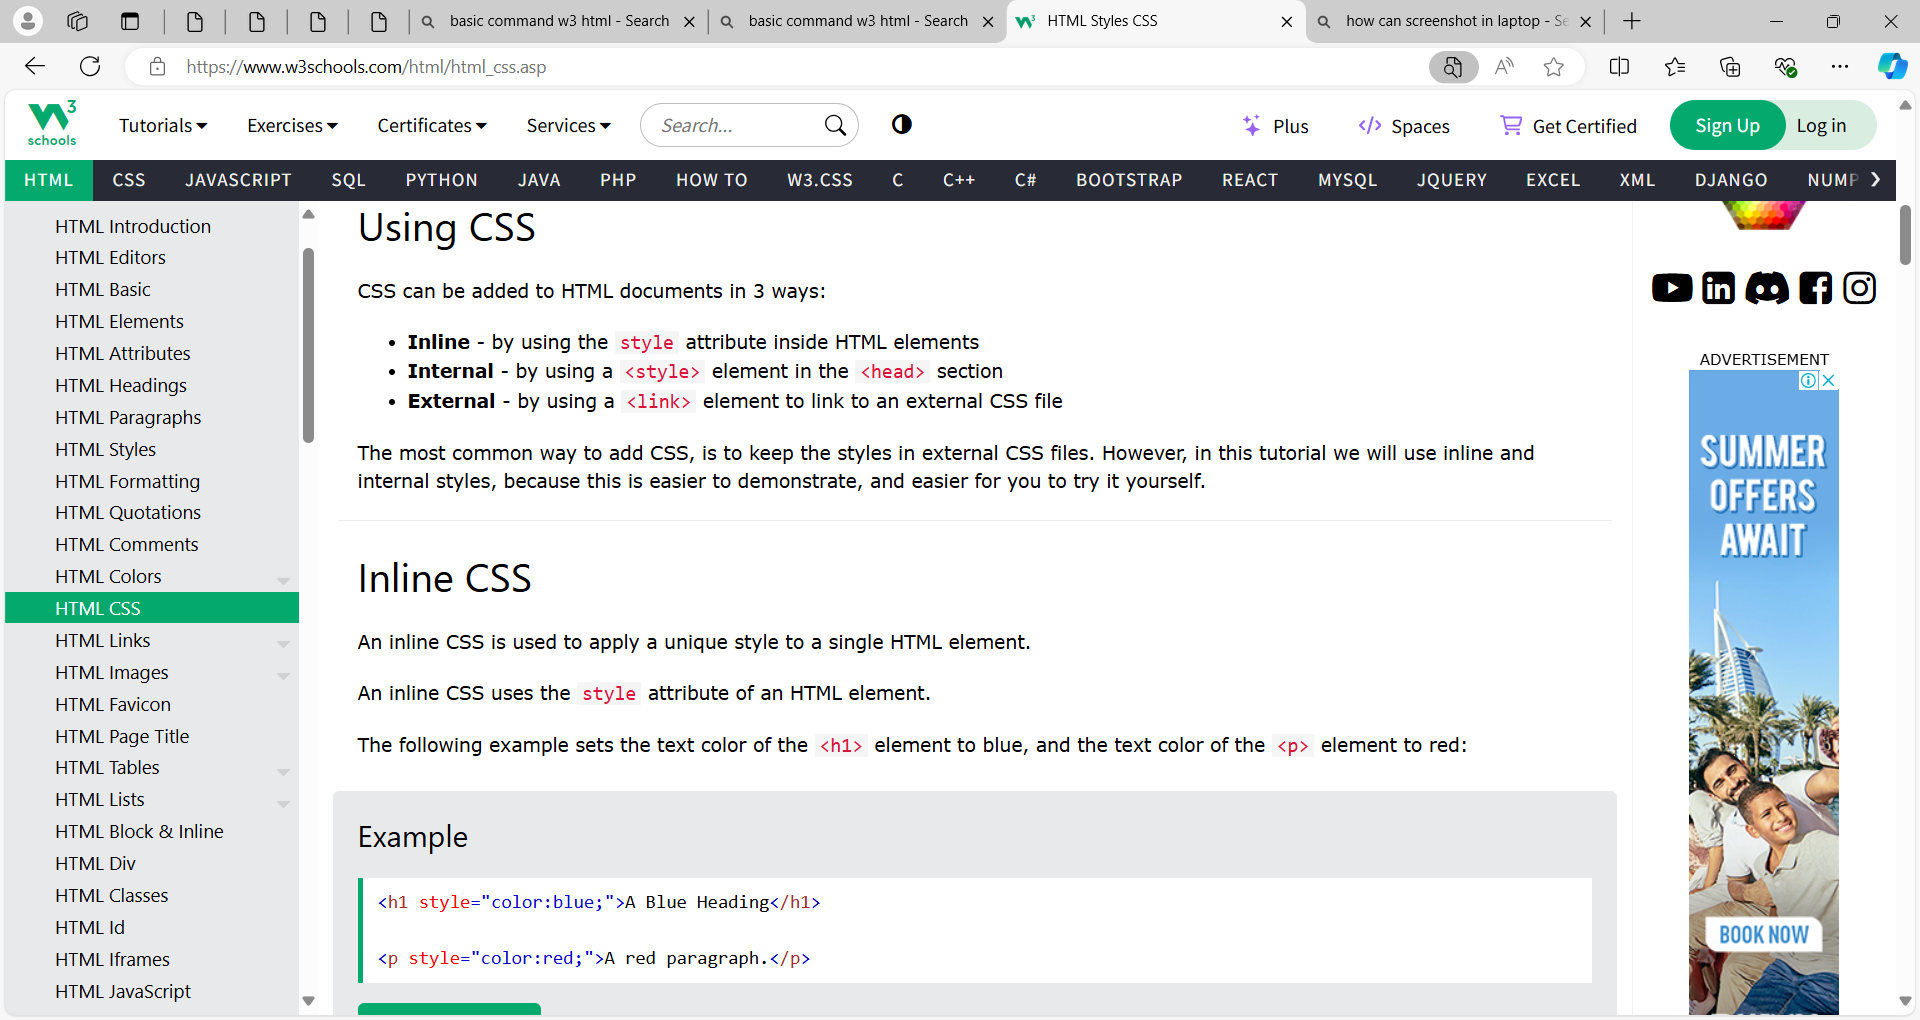 basic command w3 html - Search
basic command w3 html - Search
HTML Styles CSS
how can screenshot in laptop - Se
https://www.w3schools.com/html/html_css.asp
W3
schools
Tutorials
Exercises
Certificates
Services
Search...
Plus
Spaces
Get Certified
Sign Up
Log in
HTML
CSS
JAVASCRIPT
SQL
PYTHON
JAVA
PHP
HOW TO
W3.CSS
C
C++
C#
BOOTSTRAP
REACT
MYSQL
JQUERY
EXCEL
XML
DJANGO
NUMP
HTML Introduction
HTML Editors
HTML Basic
HTML Elements
HTML Attributes
HTML Headings
HTML Paragraphs
HTML Styles
HTML Formatting
HTML Quotations
HTML Comments
HTML Colors
HTML CSS
HTML Links
HTML Images
HTML Favicon
HTML Page Title
HTML Tables
HTML Lists
HTML Block & Inline
HTML Div
HTML Classes
HTML Id
HTML Iframes
HTML JavaScript
Using CSS
CSS can be added to HTML documents in 3 ways:
• Inline - by using the style attribute inside HTML elements
• Internal - by using a <style> element in the <head> section
• External - by using a <link> element to link to an external CSS file
The most common way to add CSS, is to keep the styles in external CSS files. However, in this tutorial we will use inline and
internal styles, because this is easier to demonstrate, and easier for you to try it yourself.
Inline CSS
An inline CSS is used to apply a unique style to a single HTML element.
An inline CSS uses the style attribute of an HTML element.
The following example sets the text color of the <h1> element to blue, and the text color of the <p> element to red:
Example
<h1 style="color:blue;">A Blue Heading</h1>
<p style="color:red;">A red paragraph.</p>
ADVERTISEMENT
SUMMER
OFFERS
AWAIT
BOOK NOW